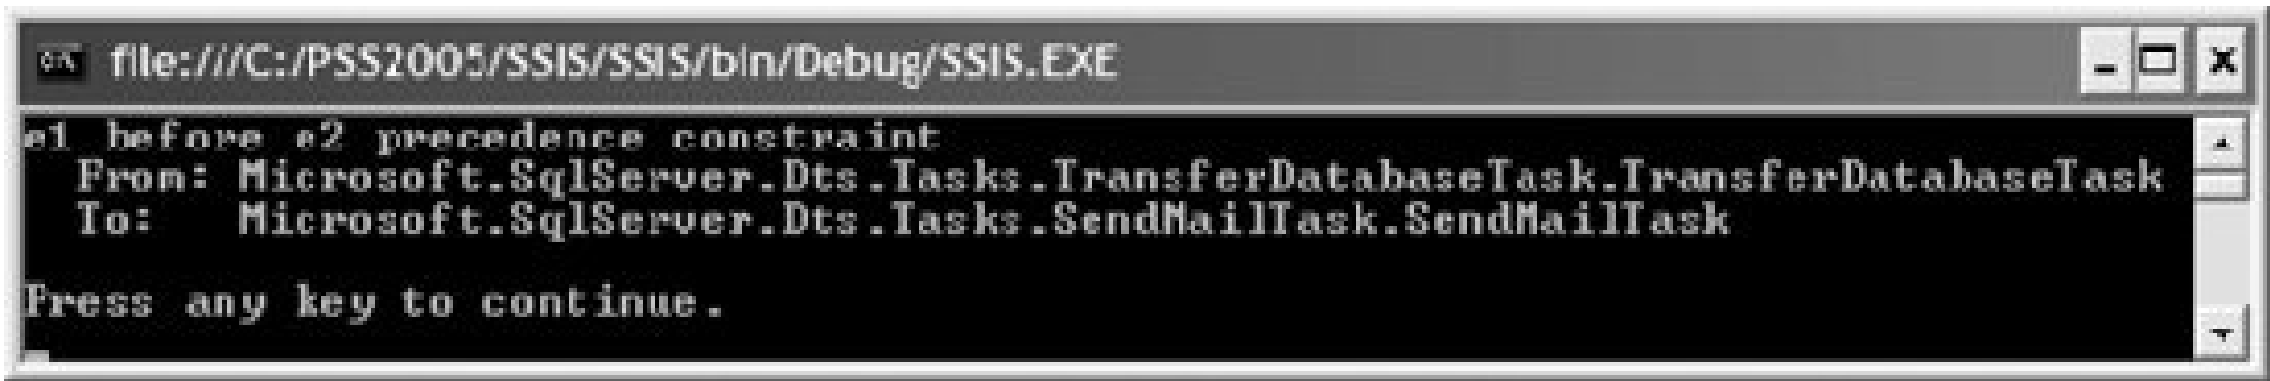 file:///C:/PSS2005/SSIS/SSIS/bin/Debug/SSIS.EXE
e1 before e2 precedence constraint
From: Microsoft.SqlServer.Dts.Tasks.TransferDatabaseTask.TransferDatabaseTask
To: Microsoft.SqlServer.Dts.Tasks.SendMailTask.SendMailTask
Press any key to continue.